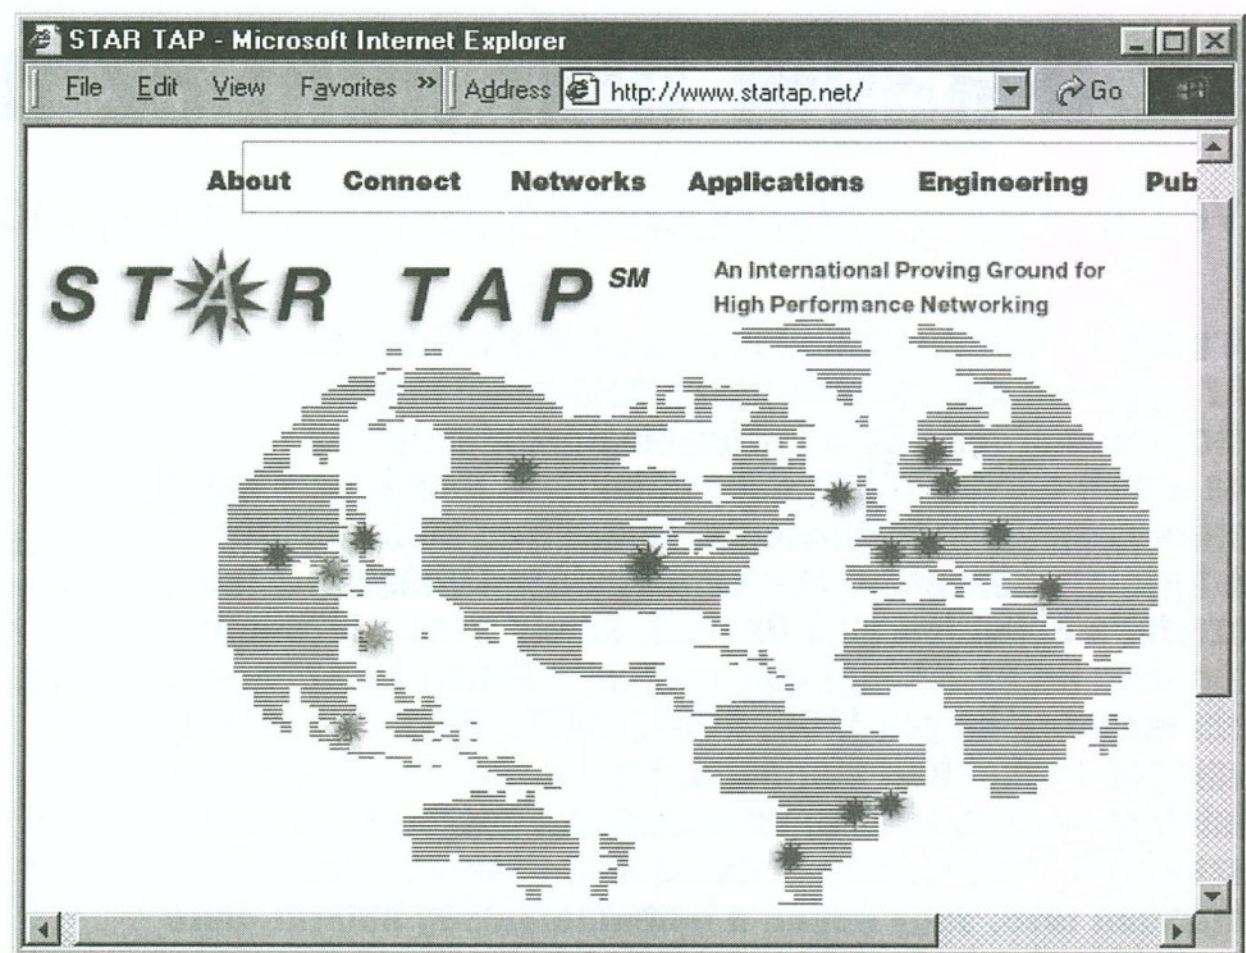 STAR TAP - Microsoft Internet Explorer
File Edit View Favorites » Address http://www.startap.net/ Go
About Connect Networks Applications Engineering Pub
STAR TAP SM
An International Proving Ground for
High Performance Networking